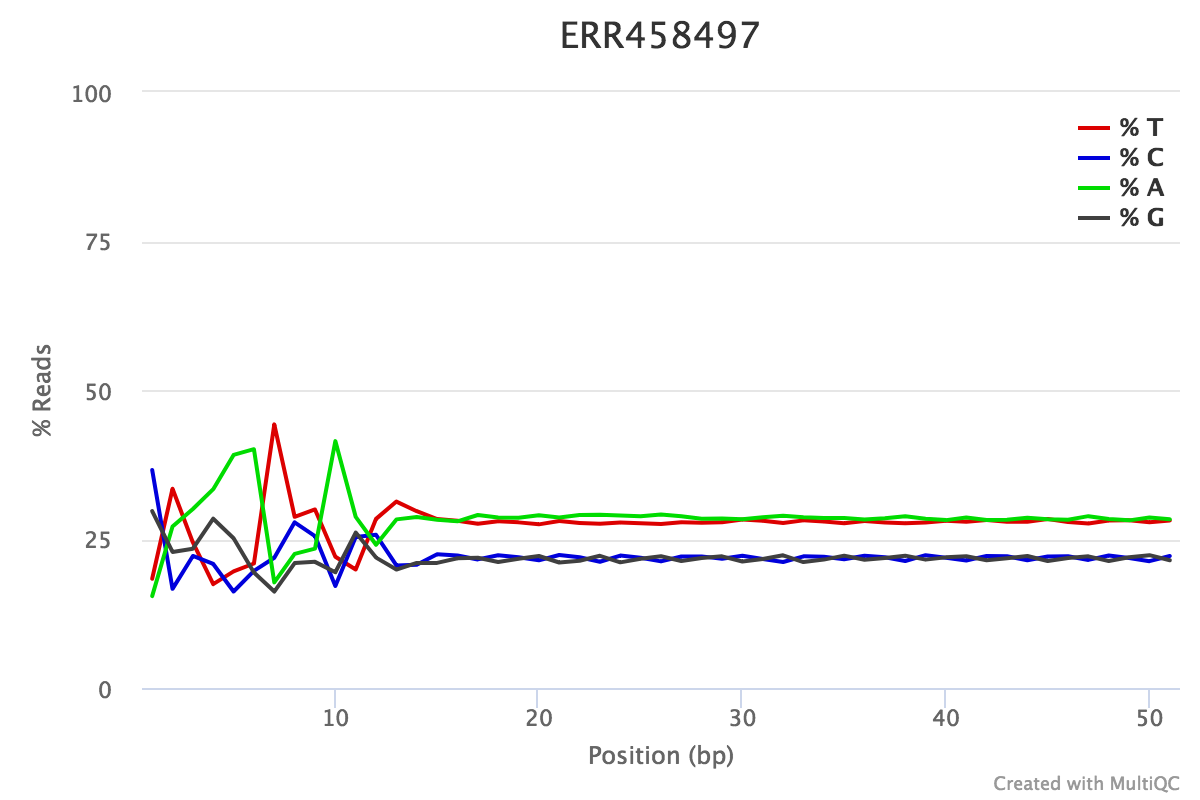 ERR458497
100
75
50
25
0
% Reads
% T
% C
% A
% G
10 20 30 40 50
Position (bp)
Created with MultiQC